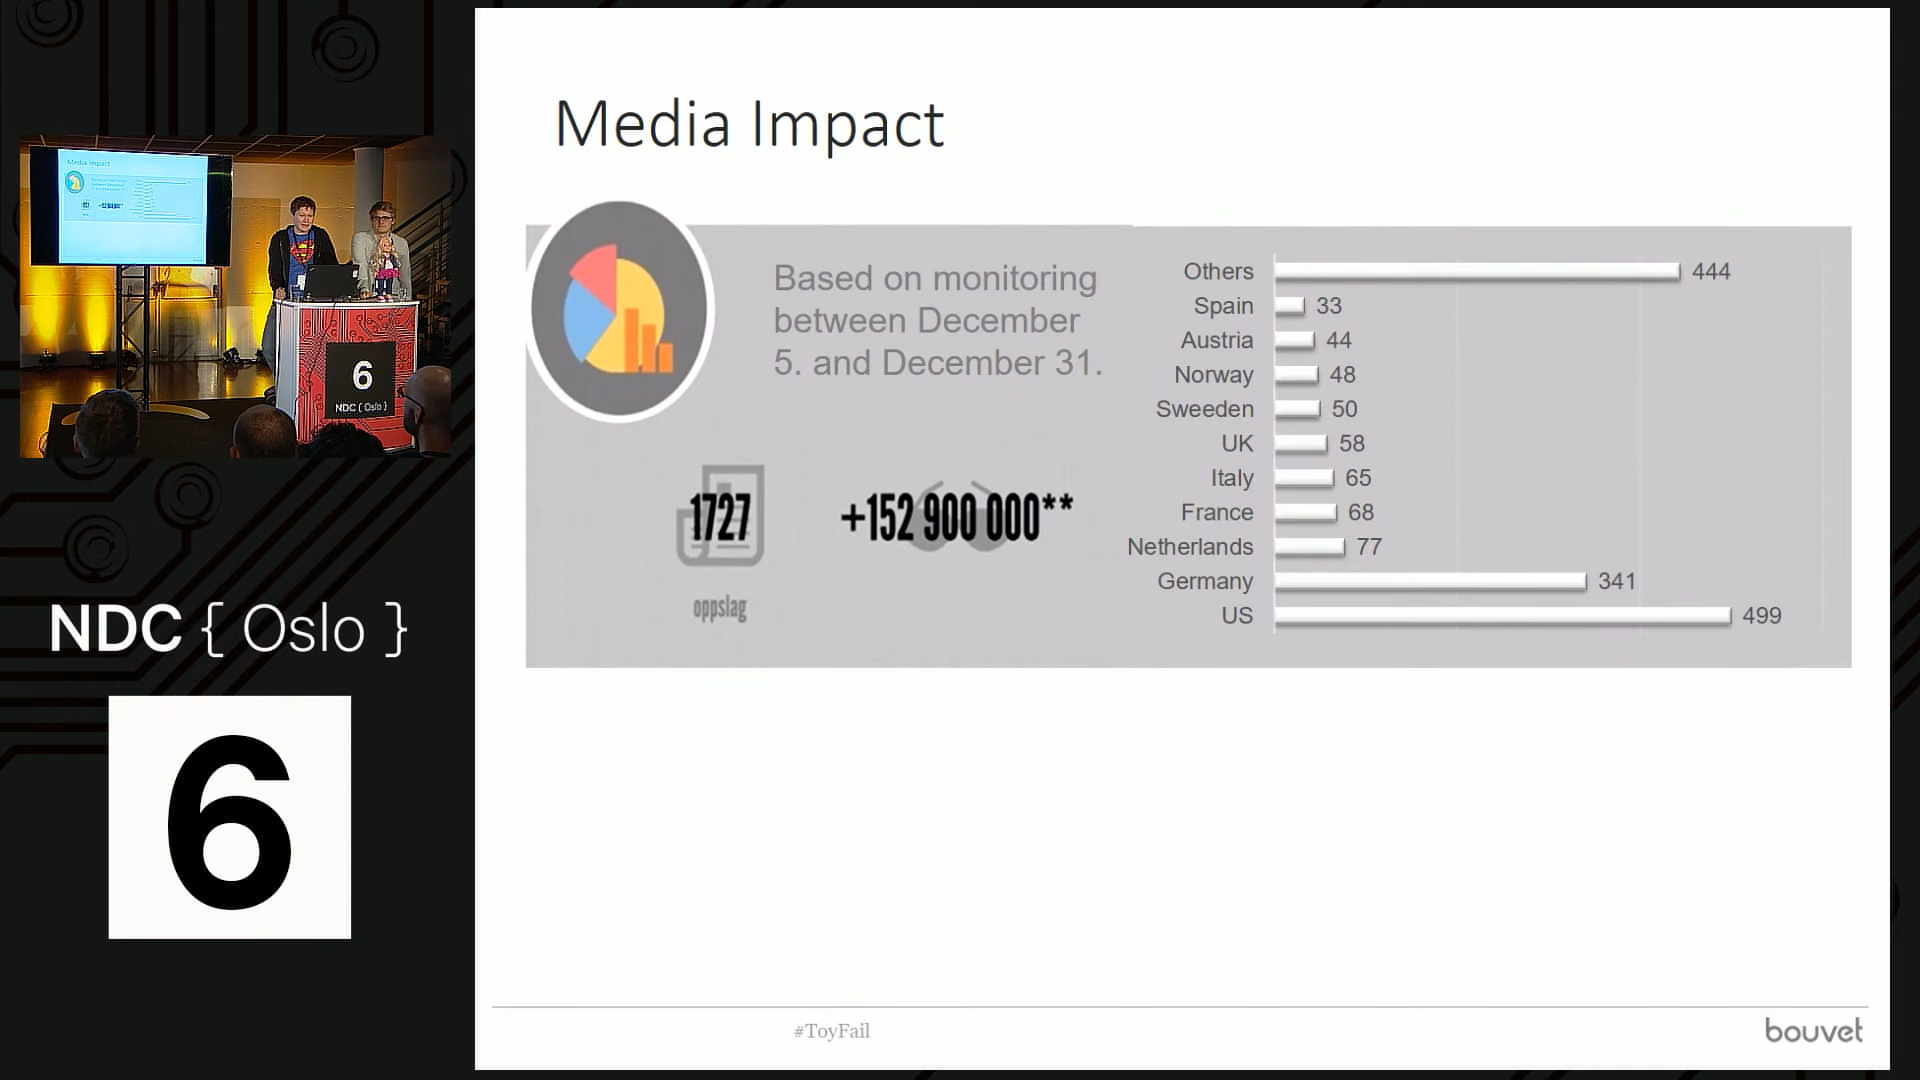 Media Impact
Based on monitoring
between December
5. and December 31.
1727
+152 900 000**
oppslag
Others 444
Spain 33
Austria 44
Norway 48
Sweeden 50
UK 58
Italy 65
France 68
Netherlands 77
Germany 341
US 499
#ToyFail
bouvet
Media Impact
6
NDC { Oslo }
NDC { Oslo }
6